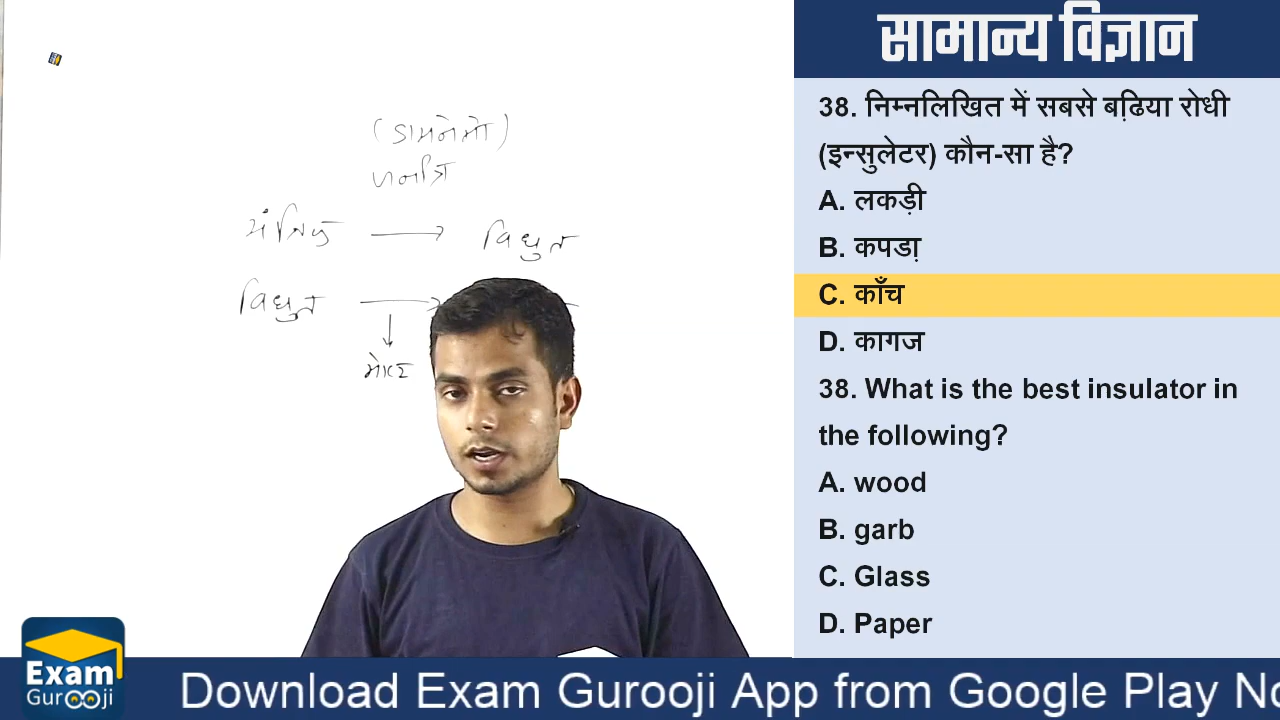 (डायनेमो)
यांत्रिक → विद्युत
विद्युत →
मोटर
सामान्य विज्ञान
38. निम्नलिखित में सबसे बढि़या रोधी
(इन्सुलेटर) कौन-सा है?
A. लकड़ी
B. कपडा़
C. काँच
D. कागज
38. What is the best insulator in
the following?
A. wood
B. garb
C. Glass
D. Paper
Exam
Gurooji
Download Exam Gurooji App from Google Play